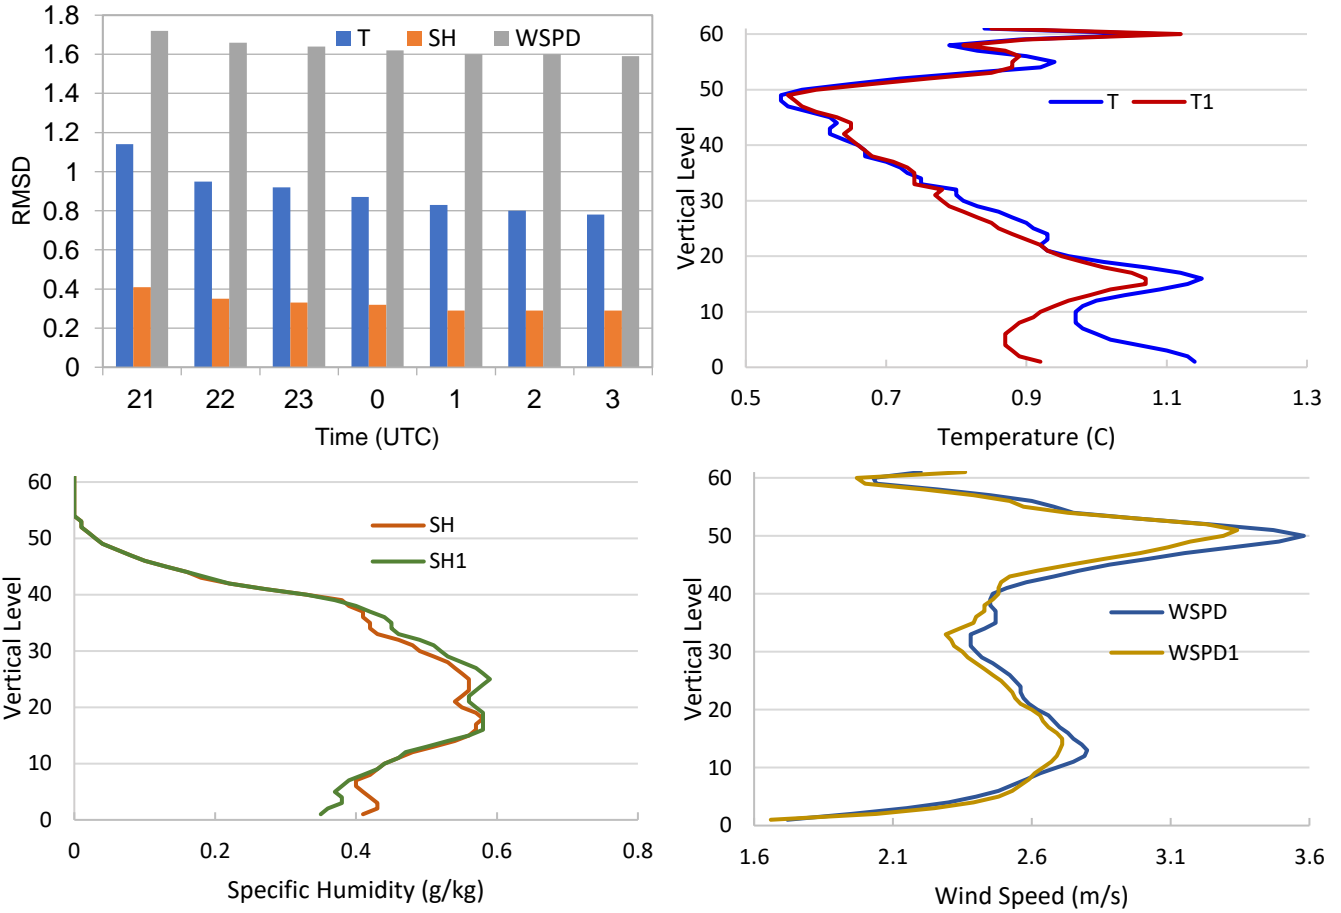 1.8
1.6
1.4
1.2
1
0.8
0.6
0.4
0.2
0
RMSD
T SH WSPD
21 22 23 0 1 2 3
Time (UTC)
60
50
40
30
20
10
0
Vertical Level
T T1
0.5 0.7 0.9 1.1 1.3
Temperature (C)
60
50
40
30
20
10
0
Vertical Level
SH
SH1
0 0.2 0.4 0.6 0.8
Specific Humidity (g/kg)
60
50
40
30
20
10
0
Vertical Level
WSPD
WSPD1
1.6 2.1 2.6 3.1 3.6
Wind Speed (m/s)